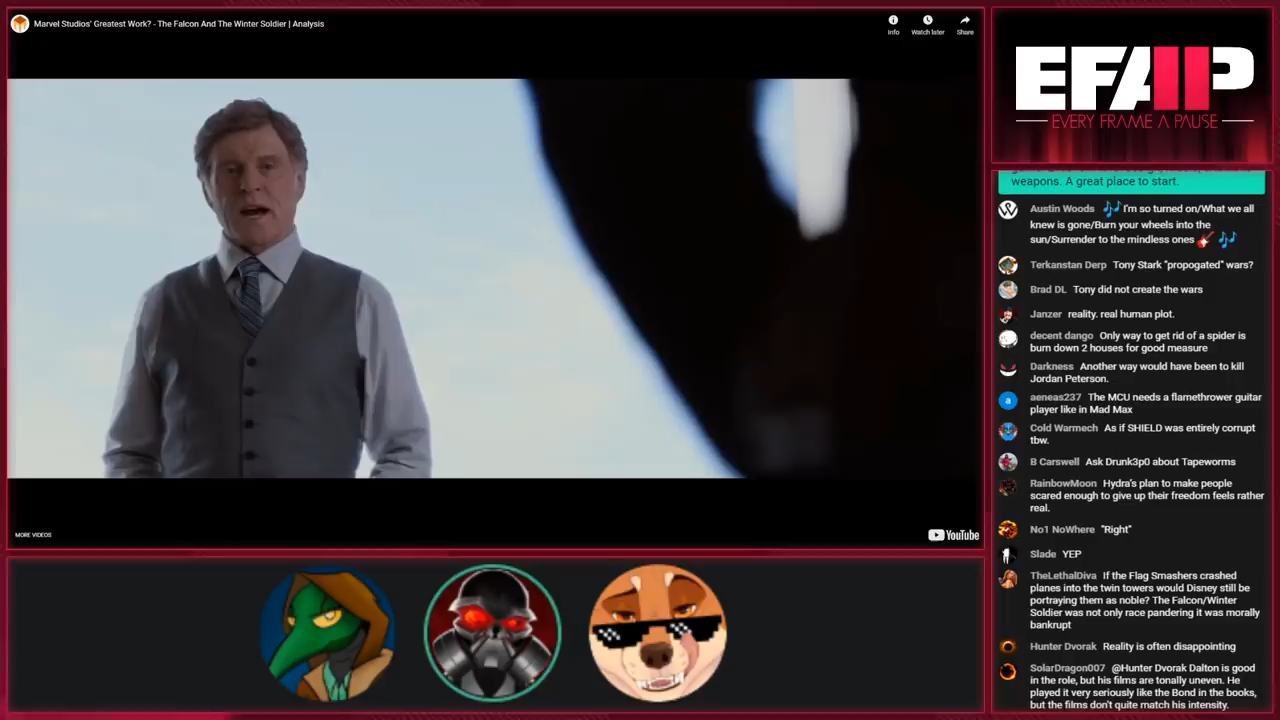 Marvel Studios' Greatest Work? - The Falcon And The Winter Soldier | Analysis
Info
Watch later
Share
MORE VIDEOS
YouTube
EFAP
EVERY FRAME A PAUSE
weapons. A great place to start.
Austin Woods 🎶I'm so turned on/What we all
knew is gone/Burn your wheels into the
sun/Surrender to the mindless ones🎸 🎶
Terkanstan Derp Tony Stark "propogated" wars?
Brad DL Tony did not create the wars
Janzer reality. real human plot.
decent dango Only way to get rid of a spider is
burn down 2 houses for good measure
Darkness Another way would have been to kill
Jordan Peterson.
aeneas237 The MCU needs a flamethrower guitar
player like in Mad Max
Cold Warmech As if SHIELD was entirely corrupt
tbw.
B Carswell Ask Drunk3p0 about Tapeworms
RainbowMoon Hydra's plan to make people
scared enough to give up their freedom feels rather
real.
No1 NoWhere "Right"
Slade YEP
TheLethalDiva If the Flag Smashers crashed
planes into the twin towers would Disney still be
portraying them as noble? The Falcon/Winter
Soldier was not only race pandering it was morally
bankrupt
Hunter Dvorak Reality is often disappointing
SolarDragon007 @Hunter Dvorak Dalton is good
in the role, but his films are tonally uneven. He
played it very seriously like the Bond in the books,
but the films don't quite match his intensity.